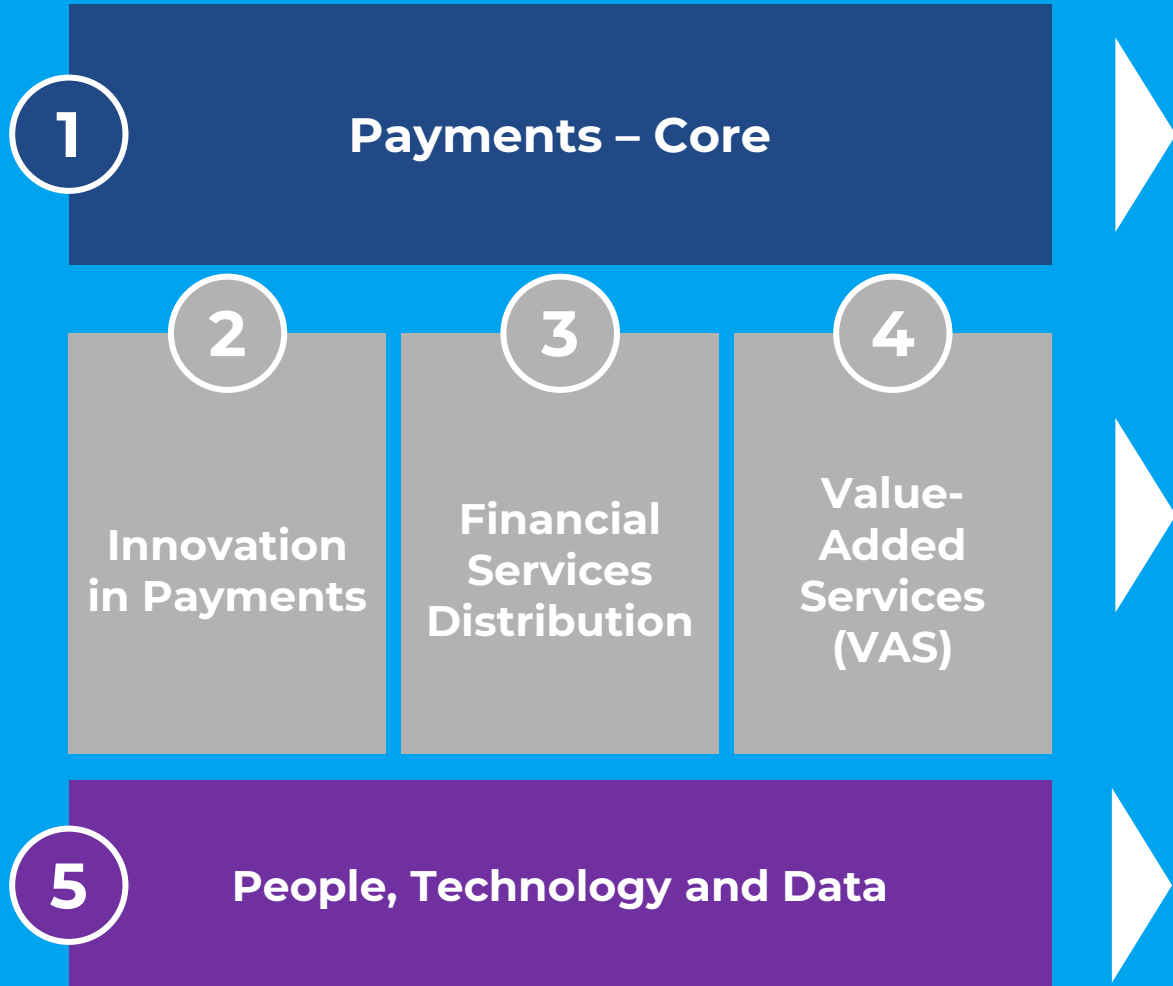 1
Payments – Core
2
3
4
Innovation
in Payments
Financial
Services
Distribution
Value-
Added
Services
(VAS)
5
People, Technology and Data